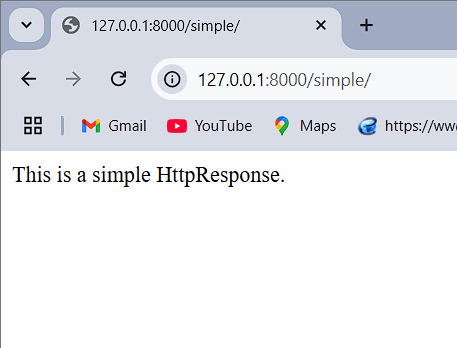 127.0.0.1:8000/simple/
127.0.0.1:8000/simple/
Gmail YouTube Maps https://ww
This is a simple HttpResponse.